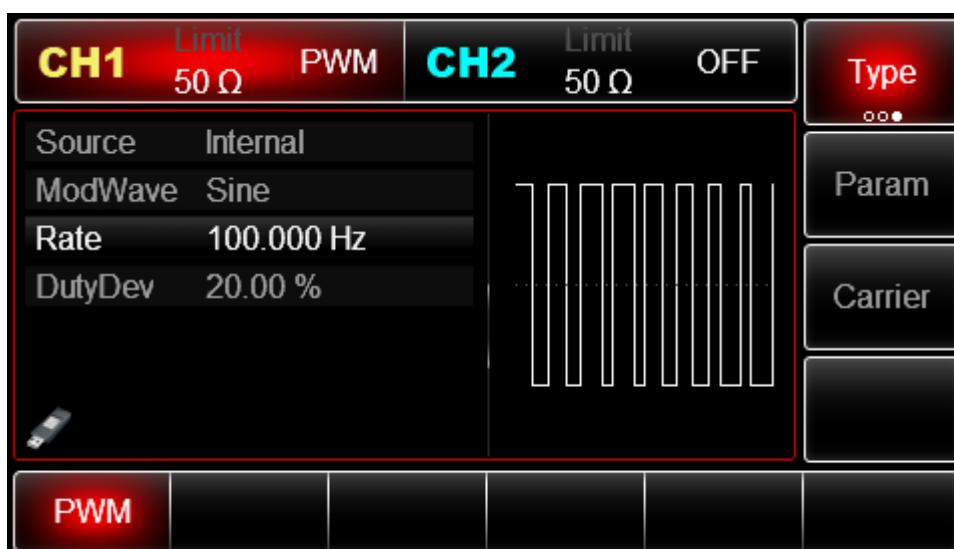 CH1 Limit 50 Ω PWM CH2 Limit 50 Ω OFF Type
Source Internal
ModWave Sine
Rate 100.000 Hz
DutyDev 20.00 %
Param
Carrier
PWM